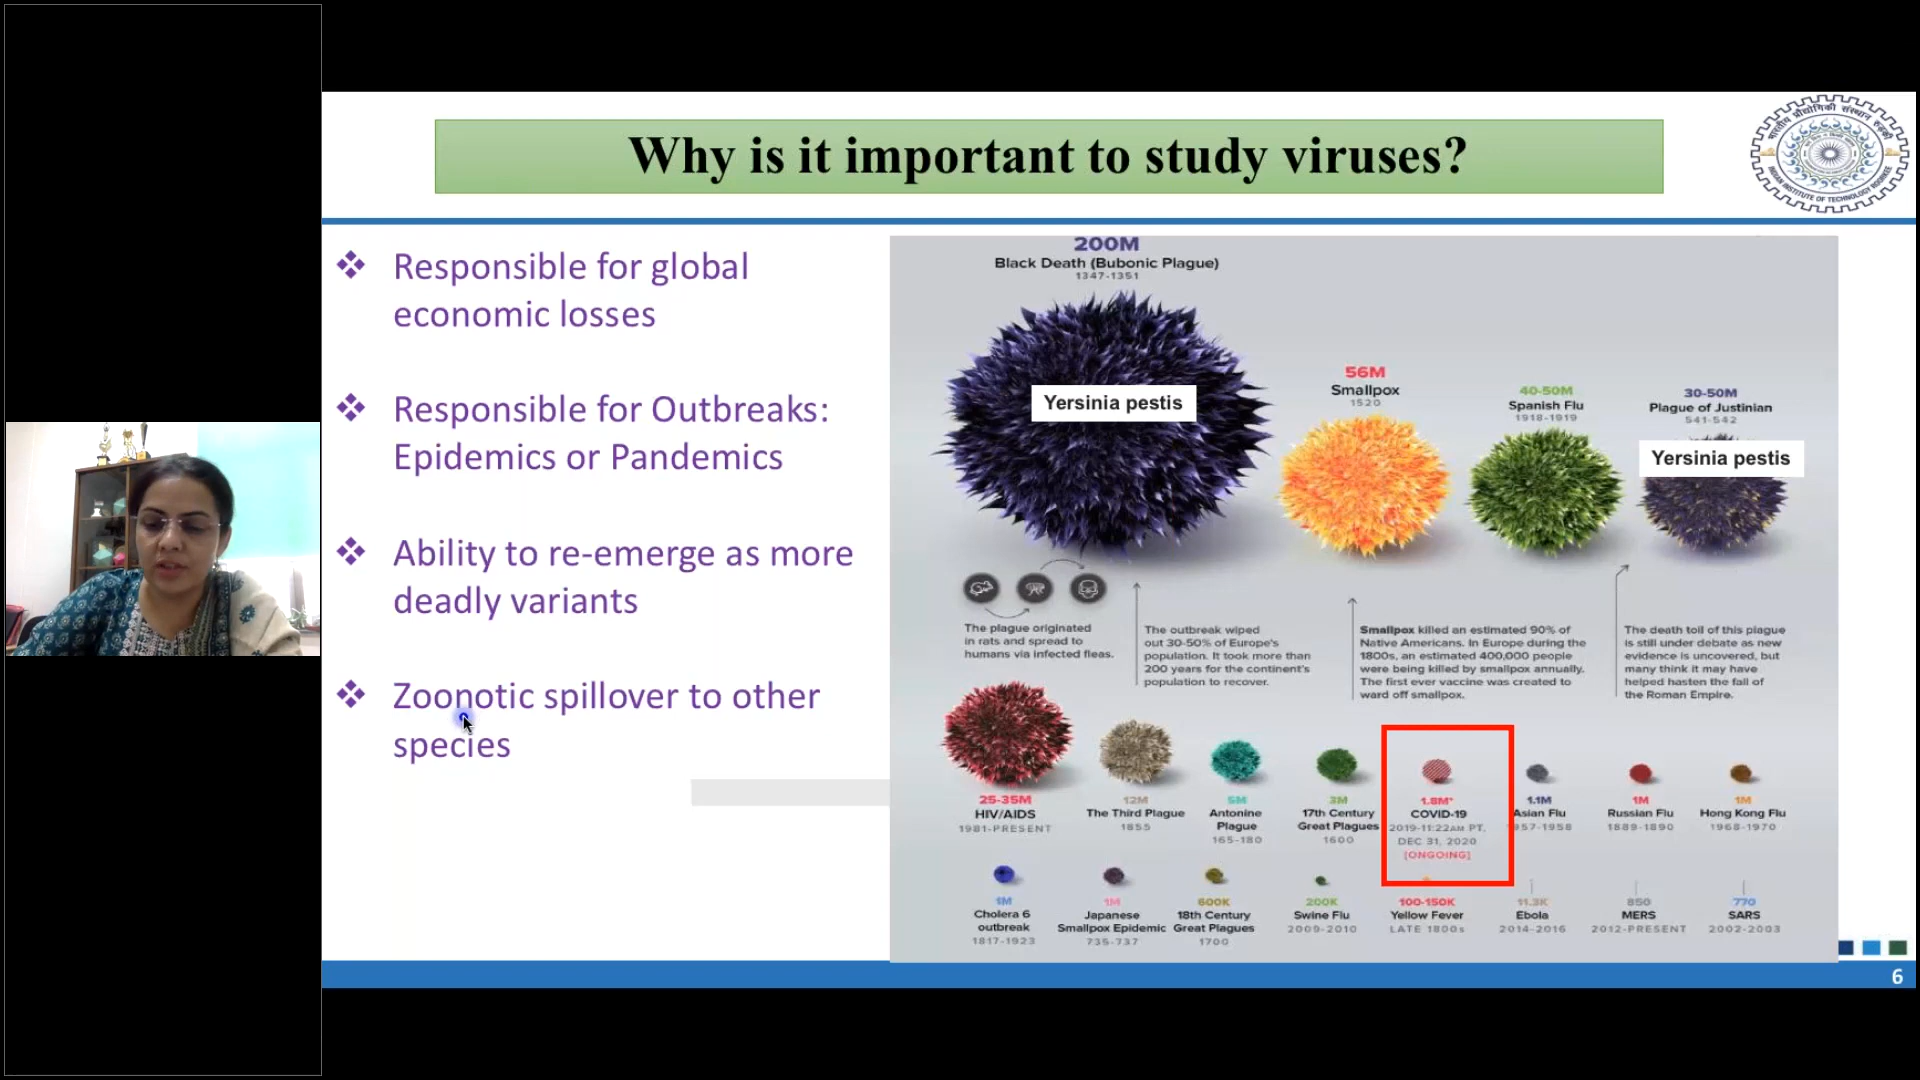 Why is it important to study viruses?
भारतीय प्रौद्योगिकी संस्थान रुड़की
INDIAN INSTITUTE OF TECHNOLOGY ROORKEE
Responsible for global
economic losses
Responsible for Outbreaks:
Epidemics or Pandemics
Ability to re-emerge as more
deadly variants
Zoonotic spillover to other
species
200M
Black Death (Bubonic Plague)
1347-1351
Yersinia pestis
56M
Smallpox
1520
40-50M
Spanish Flu
1918-1919
30-50M
Plague of Justinian
541-542
Yersinia pestis
The plague originated
in rats and spread to
humans via infected fleas.
The outbreak wiped
out 30-50% of Europe's
population. It took more than
200 years for the continent's
population to recover.
Smallpox killed an estimated 90% of
Native Americans. In Europe during the
1800s, an estimated 400,000 people
were being killed by smallpox annually.
The first ever vaccine was created to
ward off smallpox.
The death toll of this plague
is still under debate as new
evidence is uncovered, but
many think it may have
helped hasten the fall of
the Roman Empire.
25-35M
HIV/AIDS
1981-PRESENT
12M
The Third Plague
1855
5M
Antonine
Plague
165-180
3M
17th Century
Great Plagues
1600
1.8M*
COVID-19
2019-11:22AM PT,
DEC 31, 2020
[ONGOING]
1.1M
Asian Flu
957-1958
1M
Russian Flu
1889-1890
1M
Hong Kong Flu
1968-1970
1M
Cholera 6
outbreak
1817-1923
1M
Japanese
Smallpox Epidemic
735-737
600K
18th Century
Great Plagues
1700
200K
Swine Flu
2009-2010
100-150K
Yellow Fever
LATE 1800s
11.3K
Ebola
2014-2016
850
MERS
2012-PRESENT
770
SARS
2002-2003
6